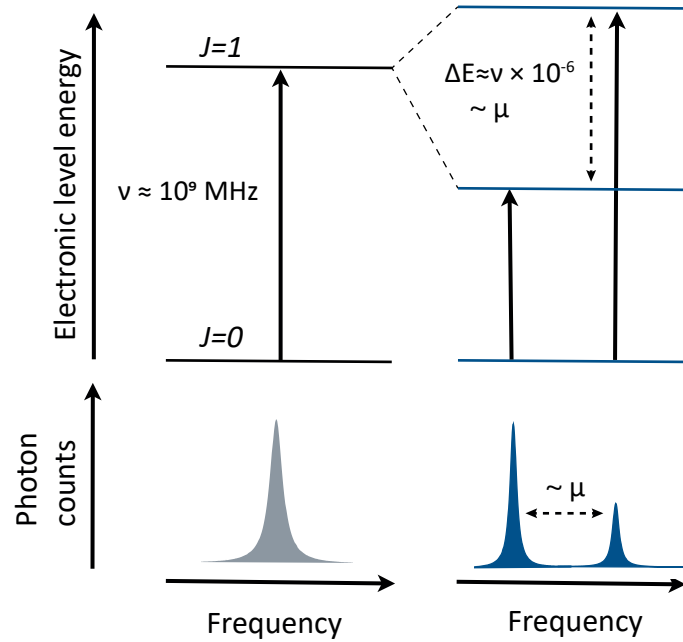 Electronic level energy
J=1
ν ≈ 10⁹ MHz
J=0
ΔE≈ν × 10⁻⁶
~ μ
Photon
counts
~ μ
Frequency
Frequency